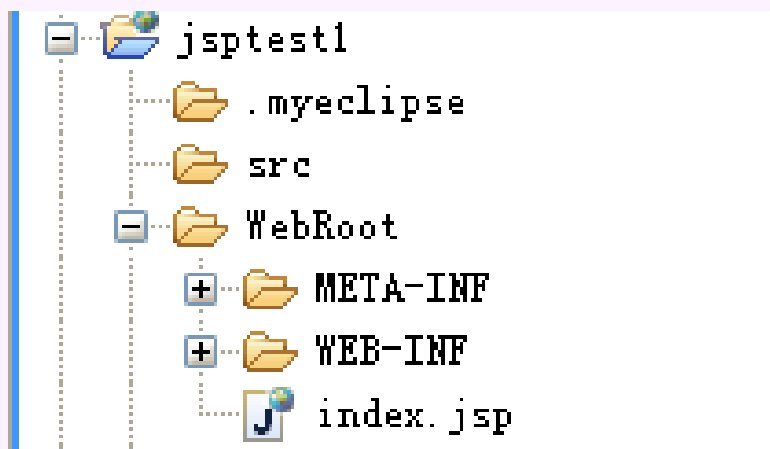 jsptest1
.myeclipse
src
WebRoot
META-INF
WEB-INF
index.jsp